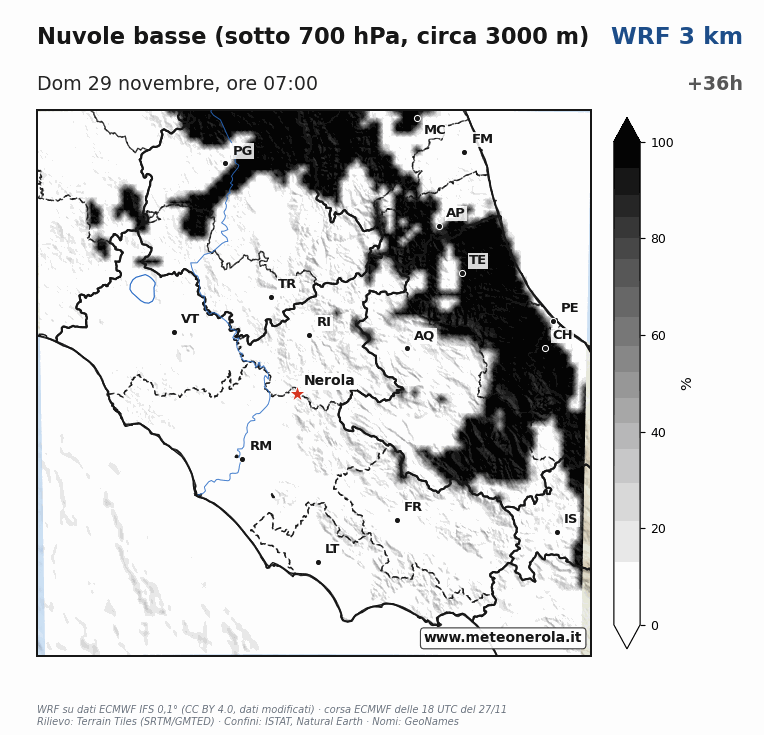 Nuvole basse (sotto 700 hPa, circa 3000 m) WRF 3 km
Dom 29 novembre, ore 07:00 +36h
MC
FM
PG
AP
TE
TR
PE
VT
RI
AQ
CH
Nerola
RM
FR
IS
LT
100
80
60
40
20
0
%
www.meteonerola.it
WRF su dati ECMWF IFS 0,1° (CC BY 4.0, dati modificati) · corsa ECMWF delle 18 UTC del 27/11
Rilievo: Terrain Tiles (SRTM/GMTED) · Confini: ISTAT, Natural Earth · Nomi: GeoNames